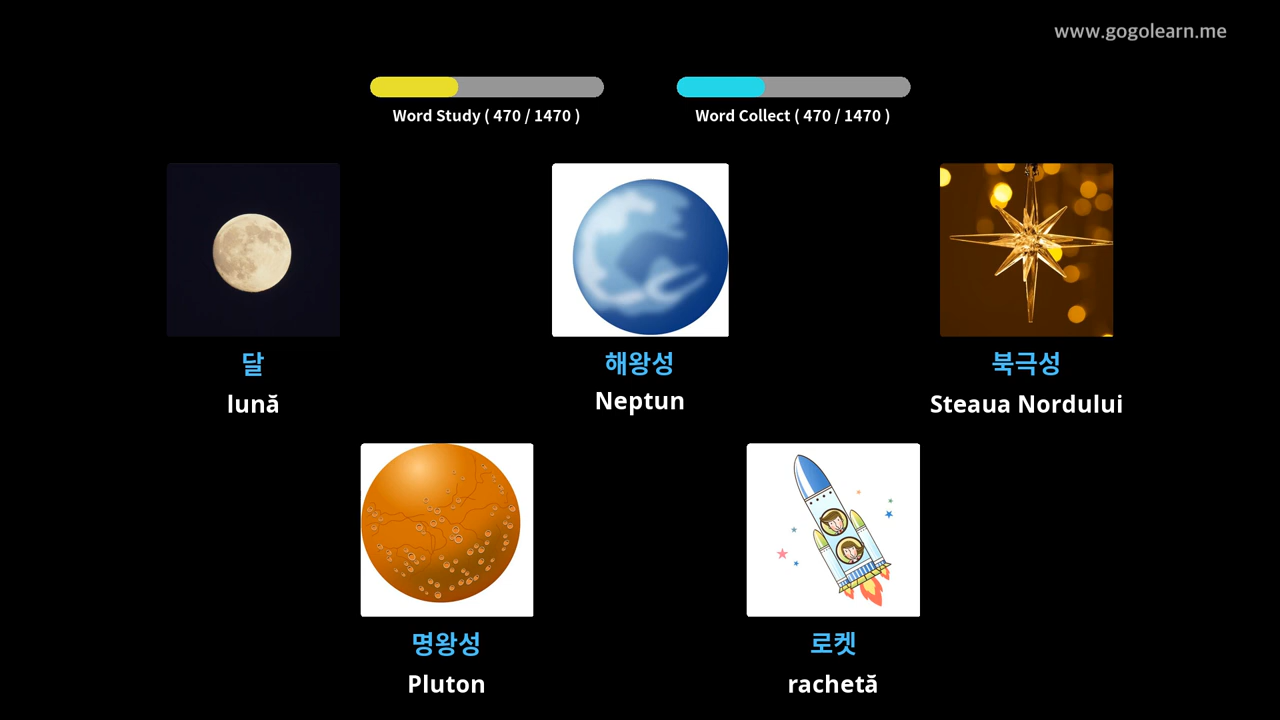 www.gogolearn.me
Word Study ( 470 / 1470 )
Word Collect ( 470 / 1470 )
달
lună
해왕성
Neptun
북극성
Steaua Nordului
명왕성
Pluton
로켓
rachetă